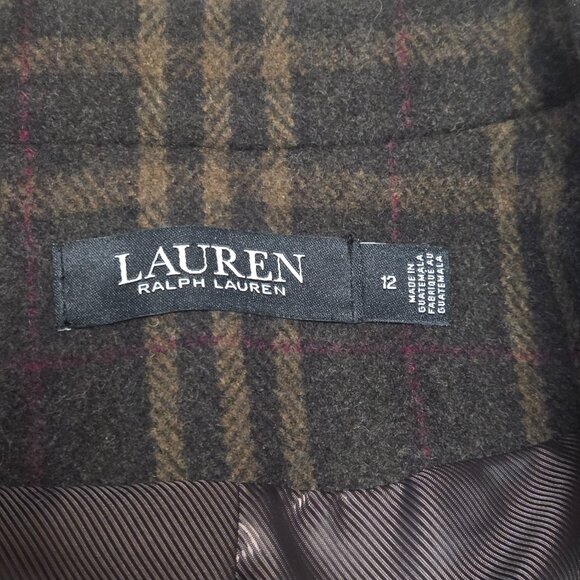 LAUREN
RALPH LAUREN
12
MADE IN
GUATEMALA
FABRIQUÉ AU
GUATEMALA